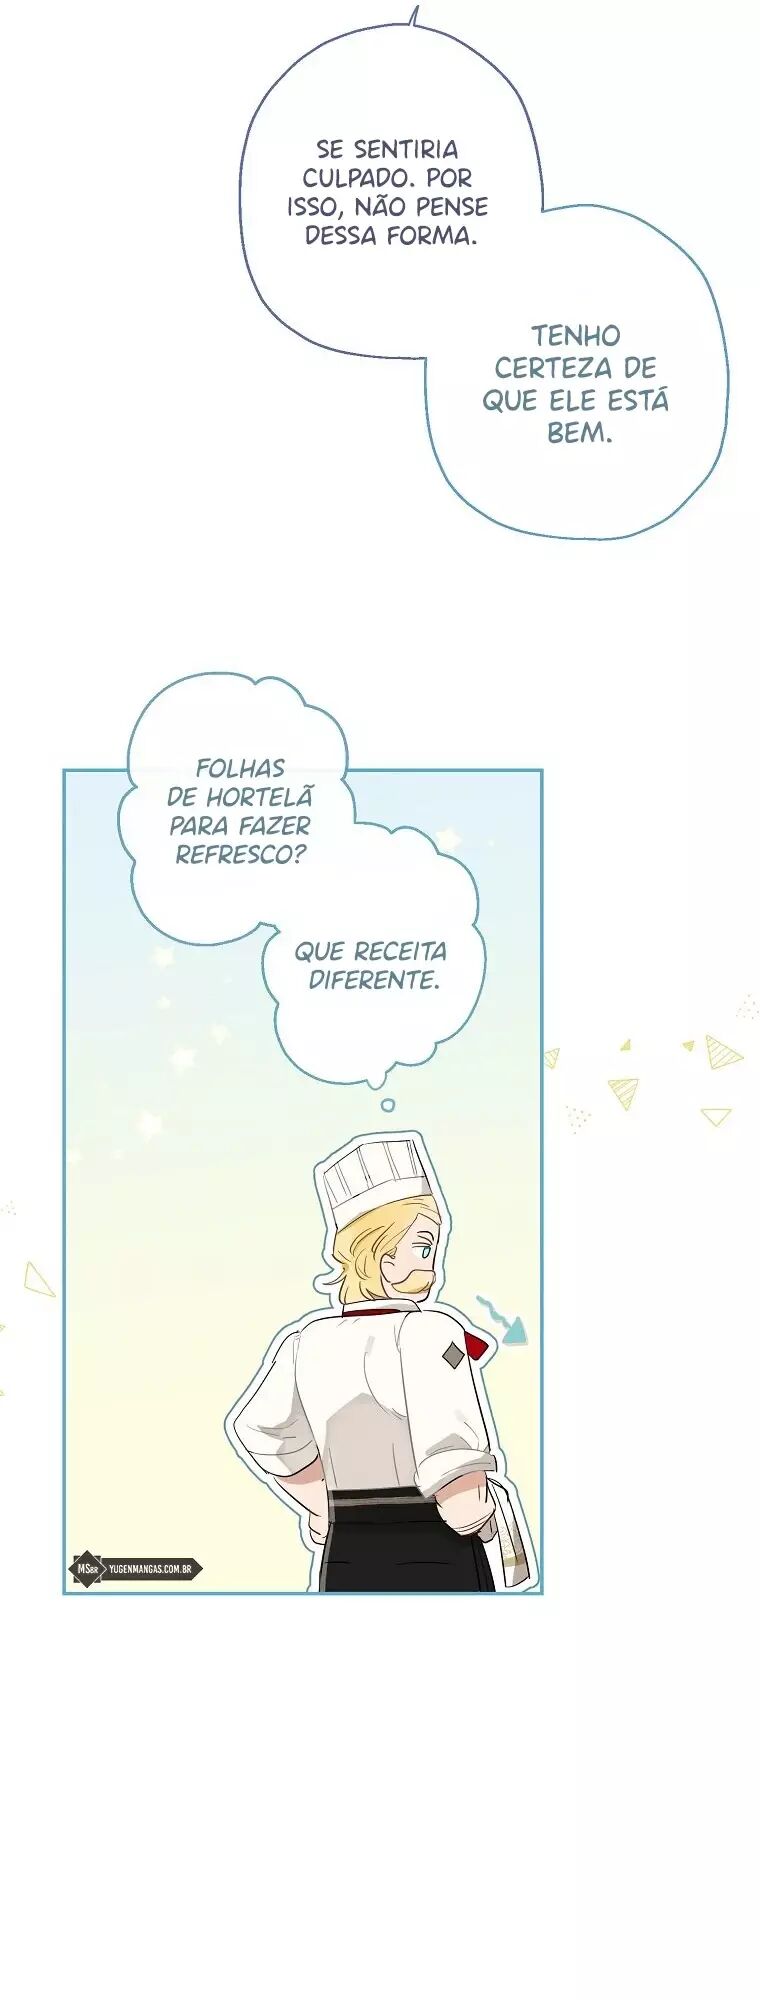 SE SENTIRIA
CULPADO. POR
ISSO, NÃO PENSE
DESSA FORMA.
TENHO
CERTEZA DE
QUE ELE ESTÁ
BEM.
FOLHAS
DE HORTELÃ
PARA FAZER
REFRESCO?
QUE RECEITA
DIFERENTE.
MSBR YUGENMANGAS.COM.BR